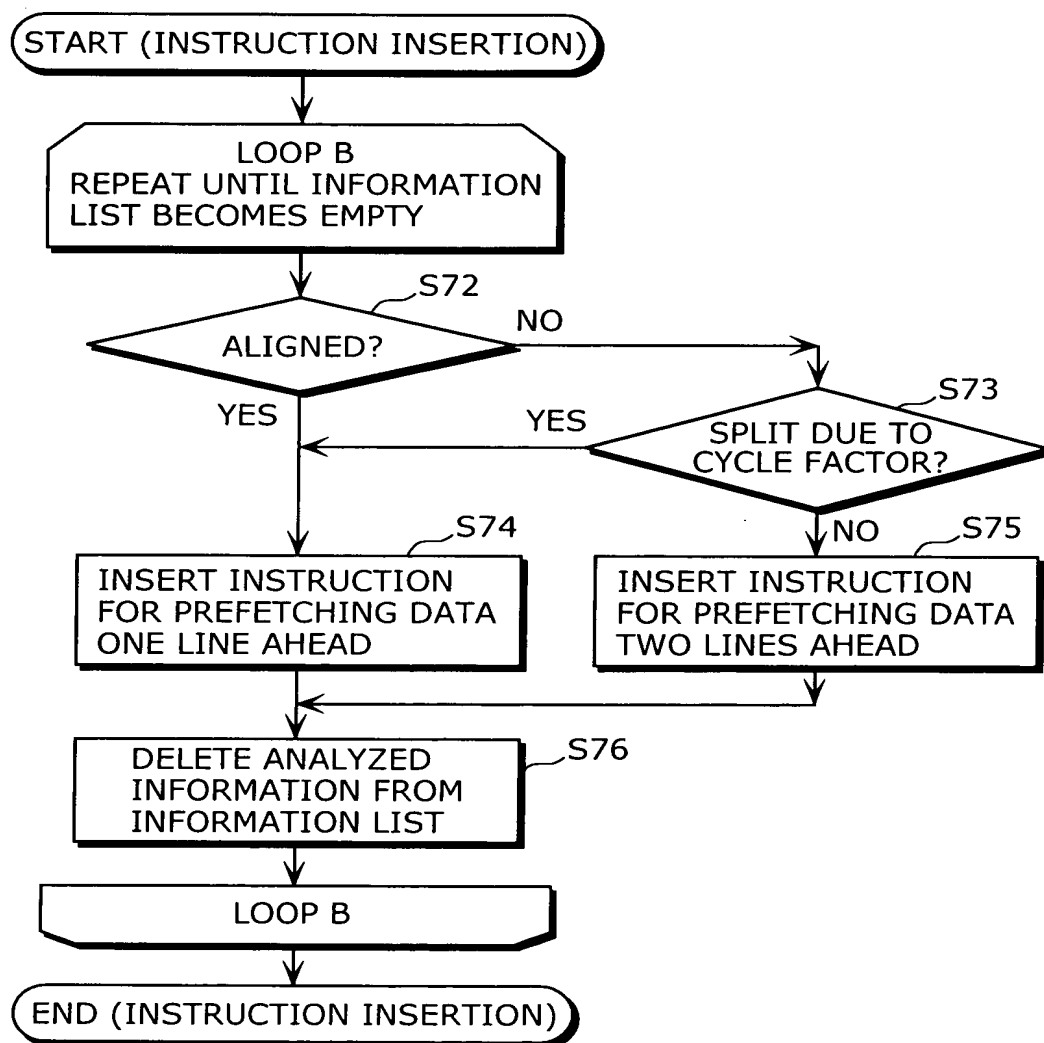 START (INSTRUCTION INSERTION)
LOOP B
REPEAT UNTIL INFORMATION
LIST BECOMES EMPTY
S72
ALIGNED?
NO
YES
S73
SPLIT DUE TO
CYCLE FACTOR?
YES
NO
S74
INSERT INSTRUCTION
FOR PREFETCHING DATA
ONE LINE AHEAD
S75
INSERT INSTRUCTION
FOR PREFETCHING DATA
TWO LINES AHEAD
S76
DELETE ANALYZED
INFORMATION FROM
INFORMATION LIST
LOOP B
END (INSTRUCTION INSERTION)